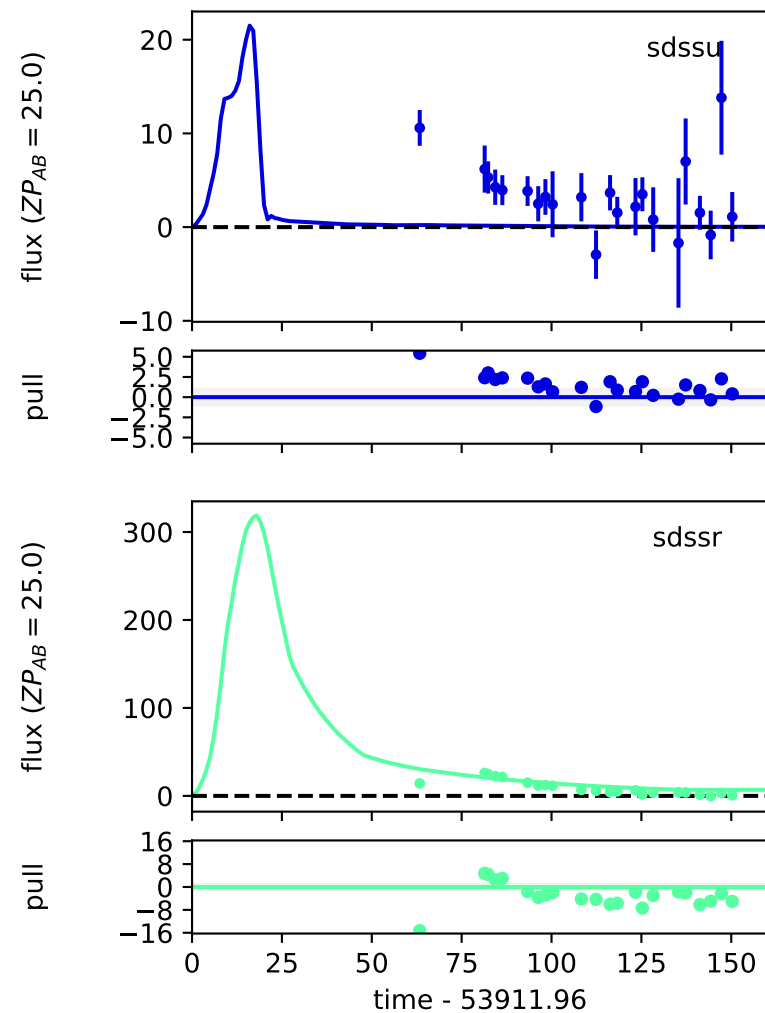 sdssu
flux (ZP_AB = 25.0)
20
10
0
−10
pull
5.0
2.5
0.0
−2.5
−5.0
sdssr
flux (ZP_AB = 25.0)
300
200
100
0
pull
16
8
0
−8
−16
0 25 50 75 100 125 150
time - 53911.96